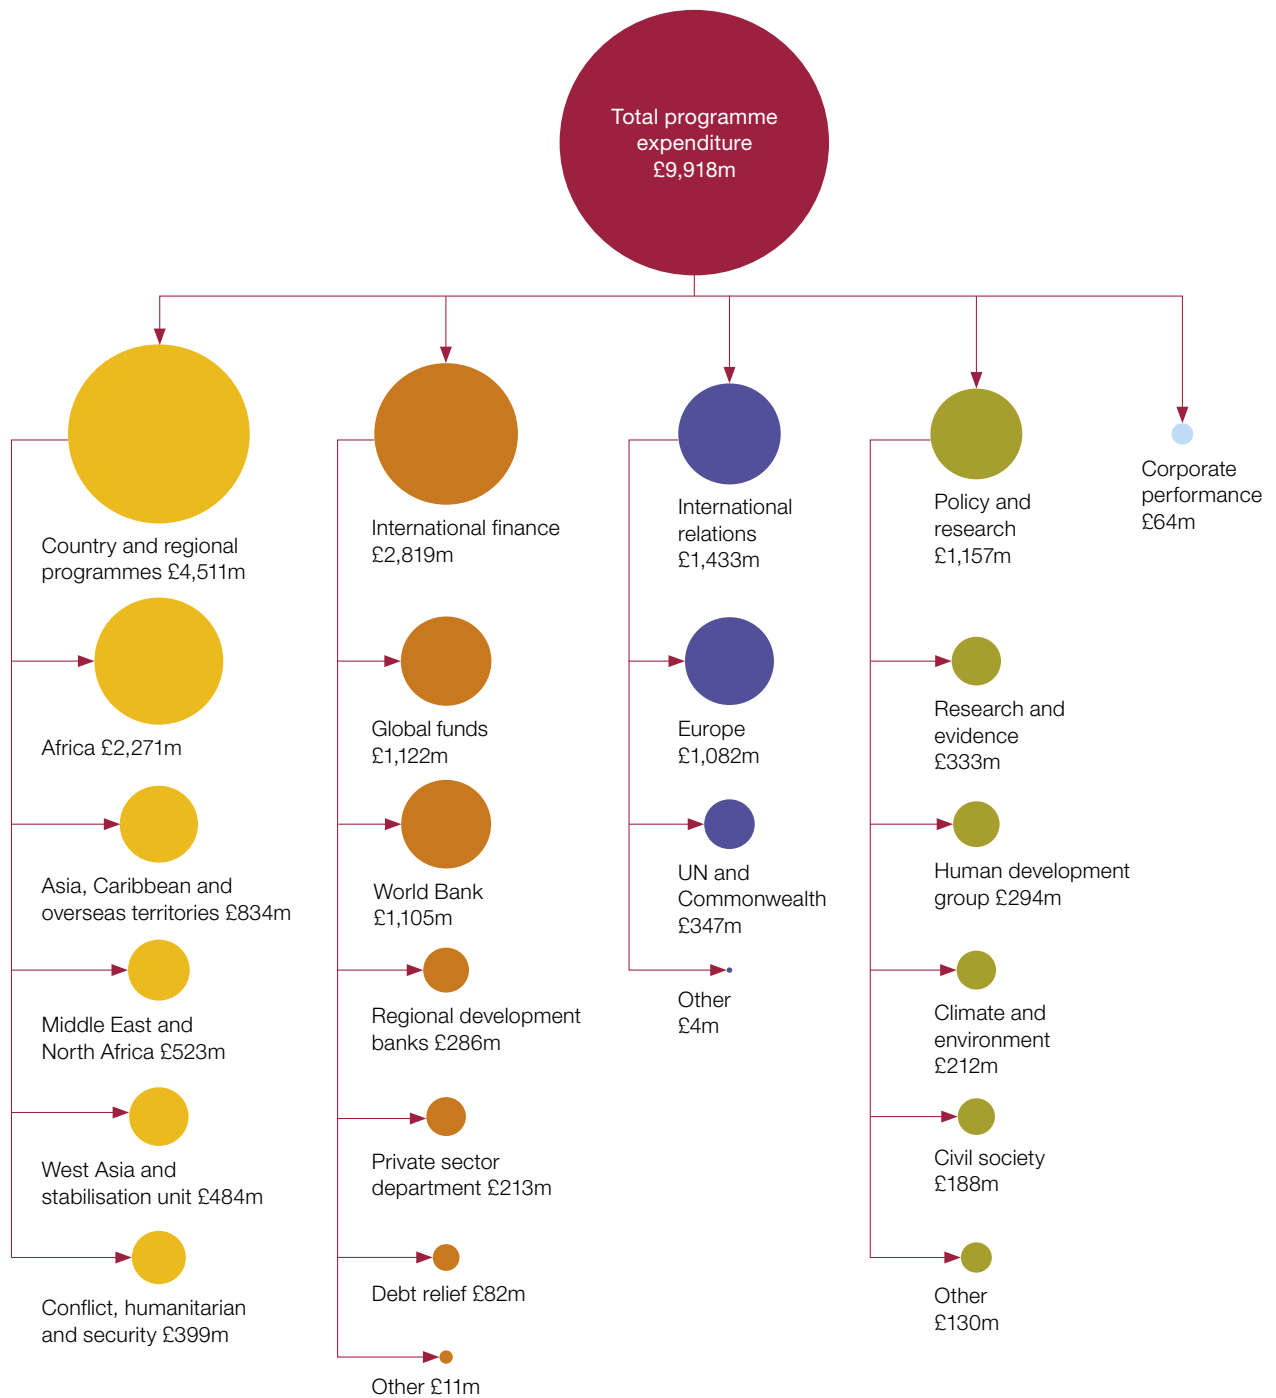 Total programme
expenditure
£9,918m
Country and regional
programmes £4,511m
Africa £2,271m
Asia, Caribbean and
overseas territories £834m
Middle East and
North Africa £523m
West Asia and
stabilisation unit £484m
Conflict, humanitarian
and security £399m
International finance
£2,819m
Global funds
£1,122m
World Bank
£1,105m
Regional development
banks £286m
Private sector
department £213m
Debt relief £82m
Other £11m
International
relations
£1,433m
Europe
£1,082m
UN and
Commonwealth
£347m
Other
£4m
Policy and
research
£1,157m
Research and
evidence
£333m
Human development
group £294m
Climate and
environment
£212m
Civil society
£188m
Other
£130m
Corporate
performance
£64m